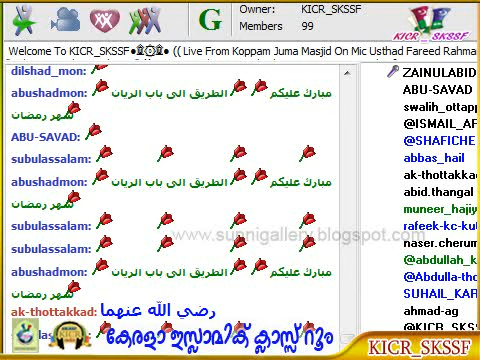 Owner: KICR_SKSSF
Members 99
G
KICR_SKSSF
Welcome To KICR_SKSSF ● (( Live From Koppam Juma Masjid On Mic Usthad Fareed Rahma
dilshad_mon:
abushadmon: مبارك عليكم الطريق الى باب الريان
شهر رمضان
ABU-SAVAD:
subulassalam:
abushadmon: مبارك عليكم الطريق الى باب الريان
شهر رمضان
subulassalam:
subulassalam:
abushadmon: مبارك عليكم الطريق الى باب الريان
شهر رمضان
ak-thottakkad: رضي الله عنهما
www.sunnigallery.blogspot.com
ZAINULABID
ABU-SAVAD
swalih_ottapp
@ISMAIL_AF
@SHAFICHE
abbas_hail
ak-thottakkad
abid.thangal
muneer_hajiy
rafeek-kc-kul
naser.cherum
@abdullah_k
@Abdulla-tho
SUHAIL_KAR
ahmad-ag
@KICR_SKSS
KICR
കേരളാ ഇസ്ലാമിക് ക്ലാസ്സ് റൂം
KICR_SKSSF